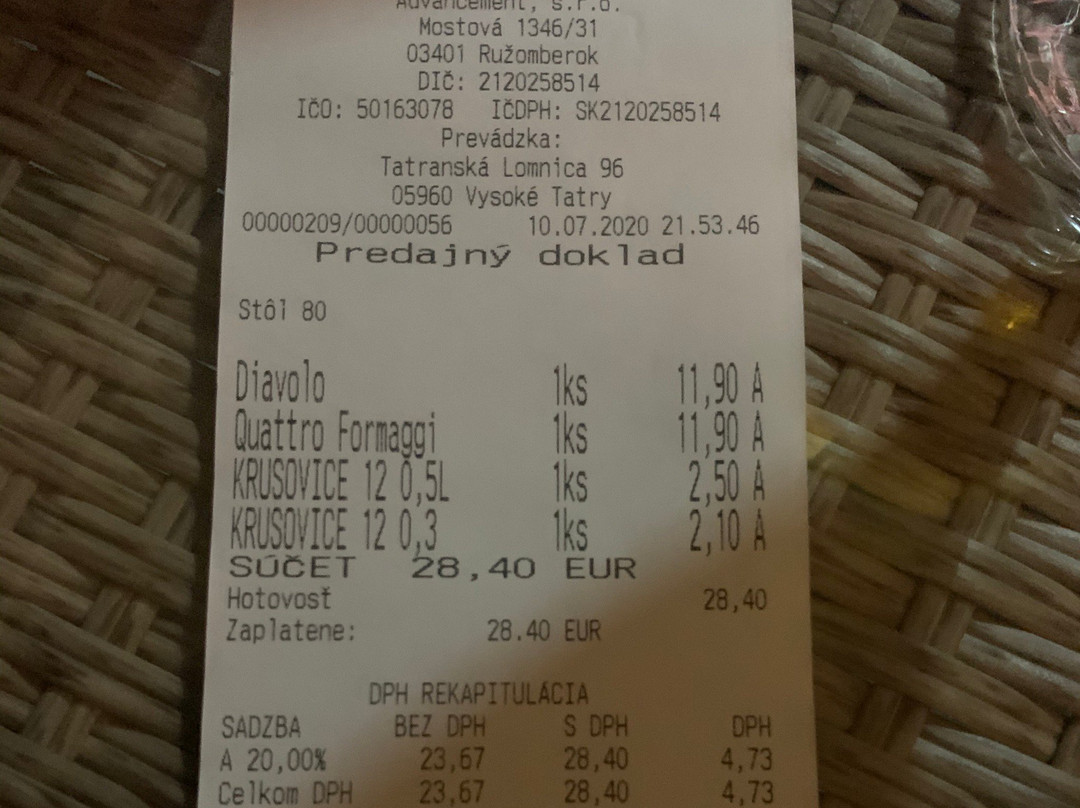 Advancement, s.r.o.
Mostová 1346/31
03401 Ružomberok
DIČ: 2120258514
IČO: 50163078 IČDPH: SK2120258514
Prevádzka:
Tatranská Lomnica 96
05960 Vysoké Tatry
00000209/00000056 10.07.2020 21.53.46
Predajný doklad
Stôl 80
Diavolo 1ks 11,90 A
Quattro Formaggi 1ks 11,90 A
KRUSOVICE 12 0,5L 1ks 2,50 A
KRUSOVICE 12 0,3 1ks 2,10 A
SÚČET 28,40 EUR
Hotovosť 28,40
Zaplatene: 28.40 EUR
DPH REKAPITULÁCIA
SADZBA BEZ DPH S DPH DPH
A 20,00% 23,67 28,40 4,73
Celkom DPH 23,67 28,40 4,73